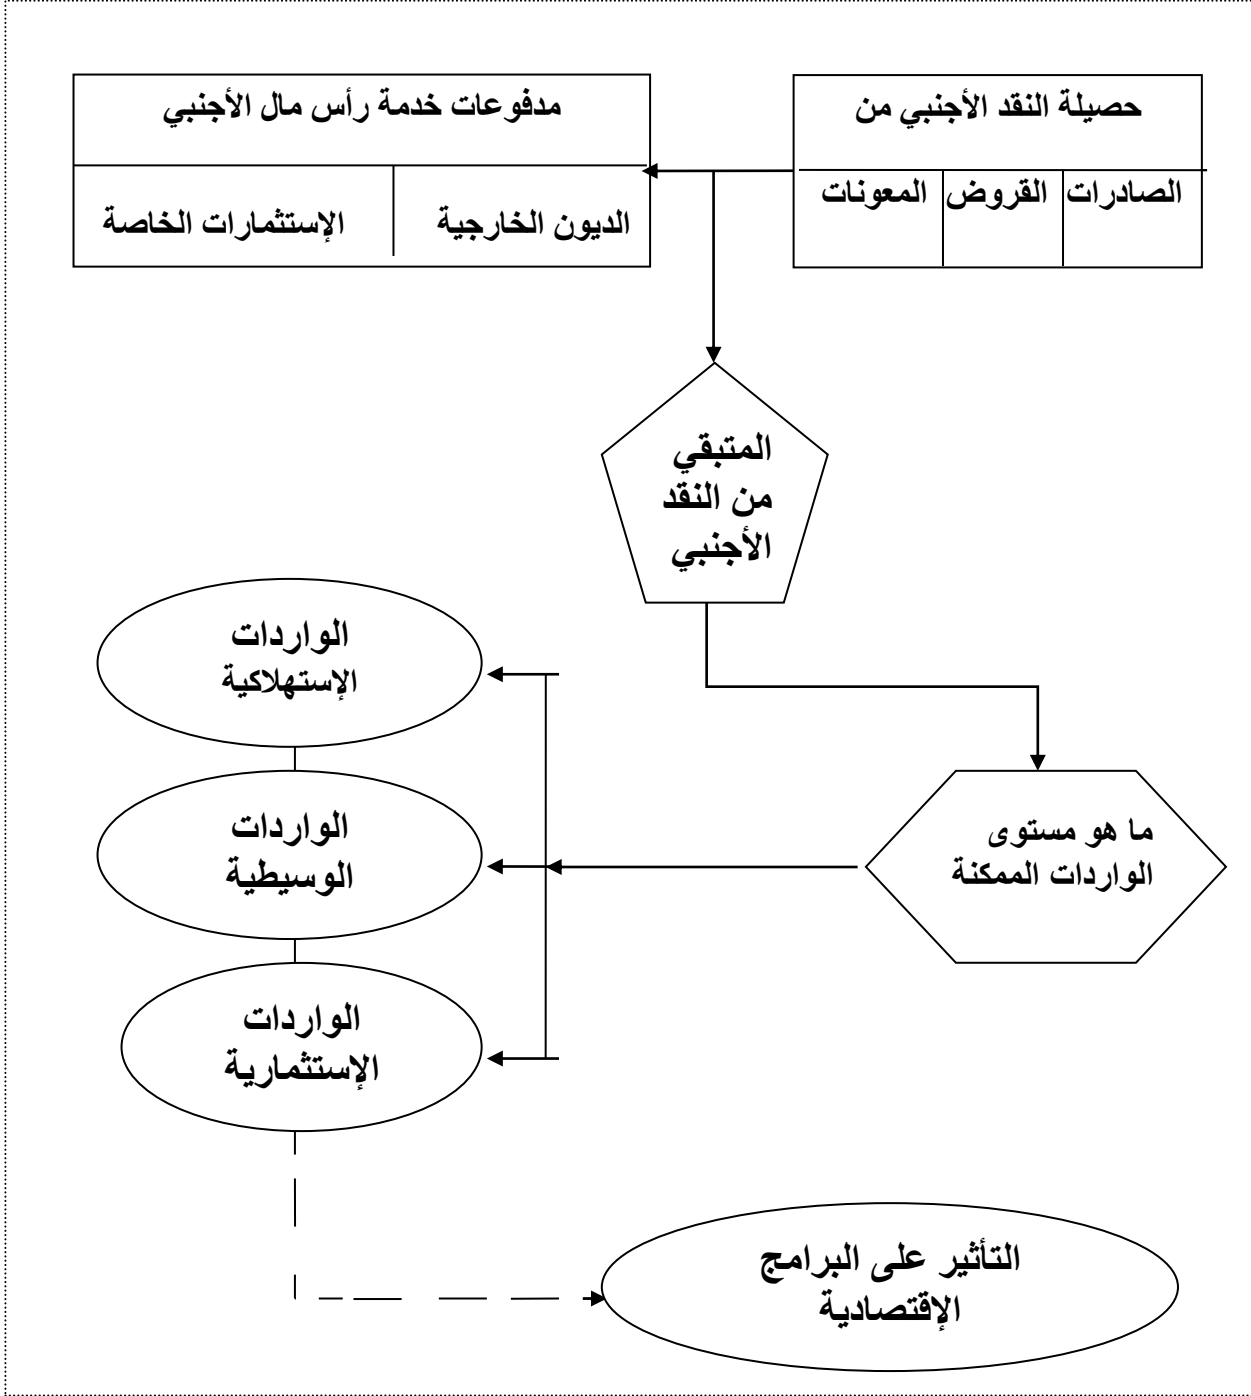 حصيلة النقد الأجنبي من
الصادرات
القروض
المعونات
مدفوعات خدمة رأس مال الأجنبي
الديون الخارجية
الإستثمارات الخاصة
المتبقي
من النقد
الأجنبي
ما هو مستوى
الواردات الممكنة
الواردات
الإستهلاكية
الواردات
الوسيطية
الواردات
الإستثمارية
التأثير على البرامج
الإقتصادية